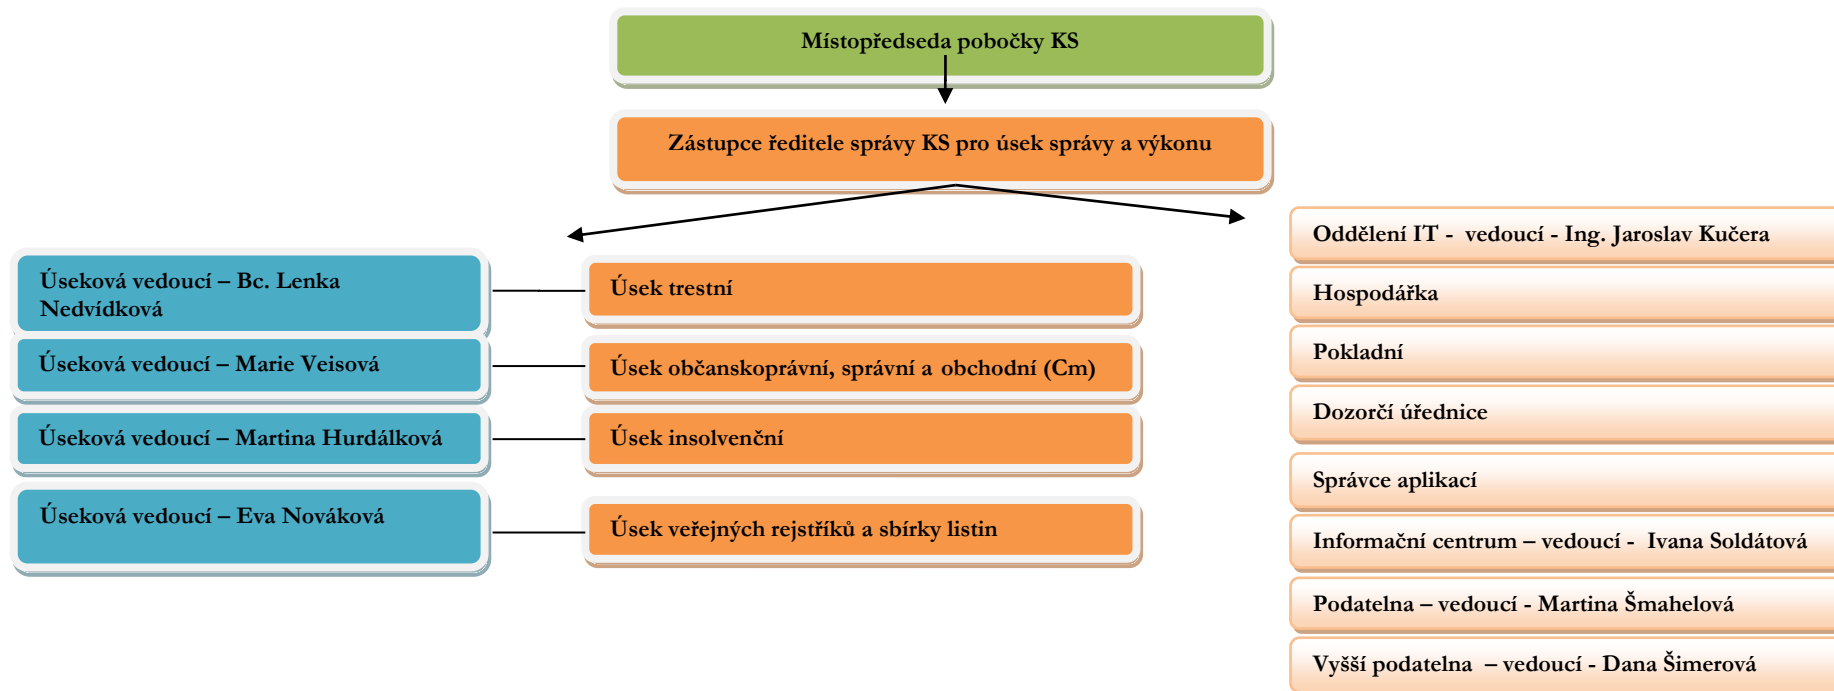 Místopředseda pobočky KS
Zástupce ředitele správy KS pro úsek správy a výkonu
Úseková vedoucí – Bc. Lenka
Nedvídková
Úsek trestní
Úseková vedoucí – Marie Veisová
Úsek občanskoprávní, správní a obchodní (Cm)
Úseková vedoucí – Martina Hurdálková
Úsek insolvenční
Úseková vedoucí – Eva Nováková
Úsek veřejných rejstříků a sbírky listin
Oddělení IT - vedoucí - Ing. Jaroslav Kučera
Hospodářka
Pokladní
Dozorčí úřednice
Správce aplikací
Informační centrum – vedoucí - Ivana Soldátová
Podatelna – vedoucí - Martina Šmahelová
Vyšší podatelna – vedoucí - Dana Šimerová